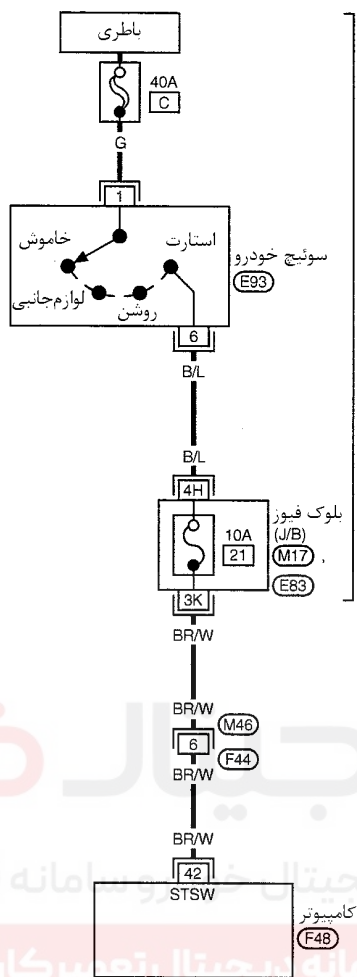 باطری
40A
C
G
1
خاموش
استارت
سوئیچ خودرو
E93
لوازم‌جانبی
روشن
6
B/L
B/L
4H
بلوک فیوز
(J/B)
10A
21
M17 ,
E83
3K
BR/W
BR/W
M46
6
F44
BR/W
BR/W
42
STSW
کامپیوتر
F48